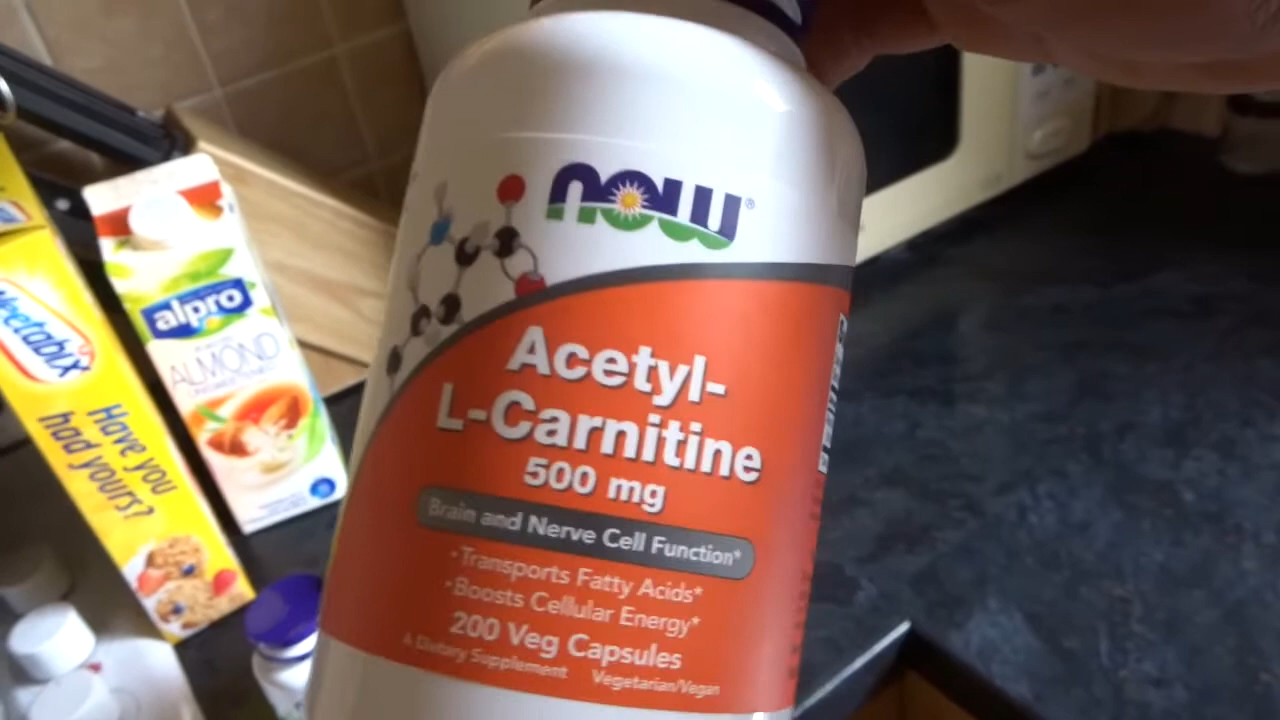 now®
Acetyl-
L-Carnitine
500 mg
Brain and Nerve Cell Function*
•Transports Fatty Acids*
•Boosts Cellular Energy*
200 Veg Capsules
A Dietary Supplement Vegetarian/Vegan
alpro
ALMOND
UNSWEETENED
Weetabix
Have you
had yours?